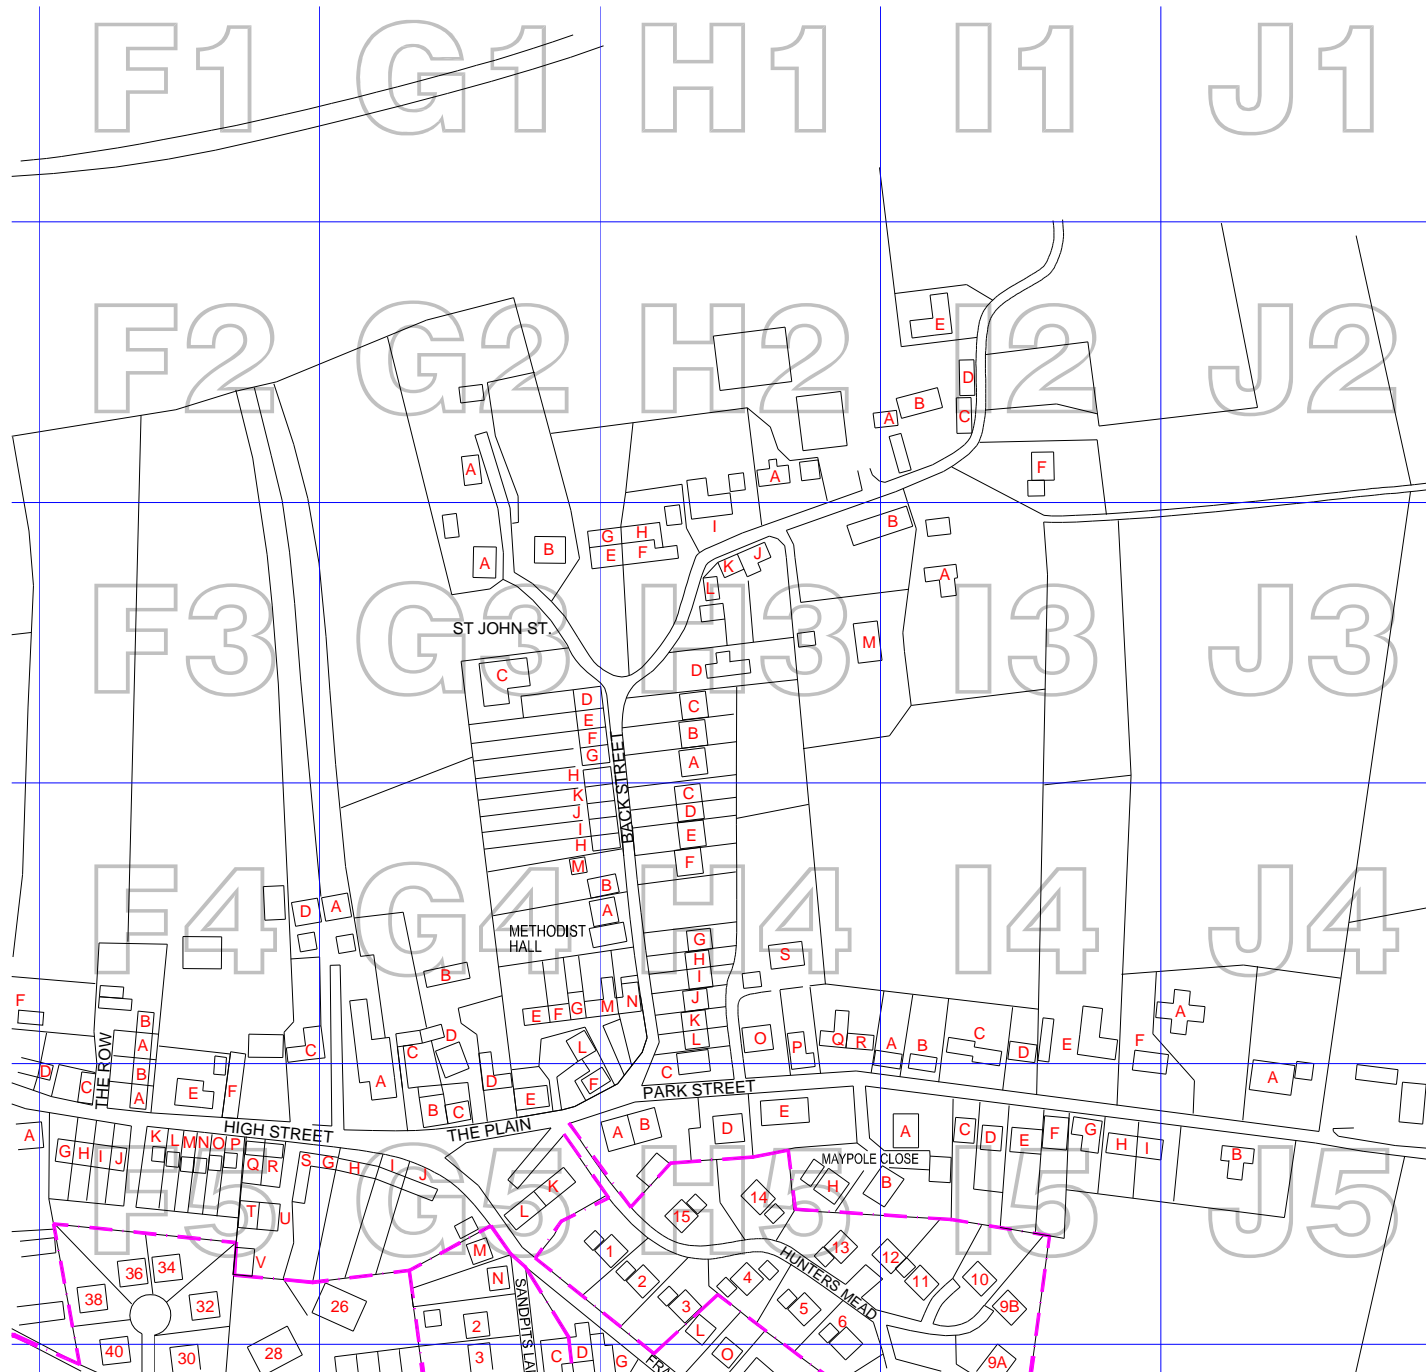 F1 G1 H1 I1 J1
F2 G2 H2 I2 J2
E
D
B
C
A
A
A
F
F3 G3 H3 I3 J3
G H I B
E F J
A B K
L A
ST JOHN ST.
M
C D
D C
E
F B
G A
BACK STREET
H
K C
J D
I E
H
M F
F4 G4 H4 I4 J4
B
D A A
METHODIST
HALL
G
H S
B I
F M N J A
B E F G K
A D L O P Q R A B C D E F
C C L
THE ROW
D C B A E F A D F C A
B C E
PARK STREET
HIGH STREET
THE PLAIN
F5 G5 H5 I5 J5
A K L M N O P A B D E A C D E F G H I
G H I J Q R S G H I J B
MAYPOLE CLOSE
K 14 H B
T U L 15
V M 1 13 12
HUNTERS MEAD
36 34 N 2 4 11 10
38 32 26 3 5 9B
SANDPITS LA
2 L 6
40 30 28 3 C D G O 9A
FRA